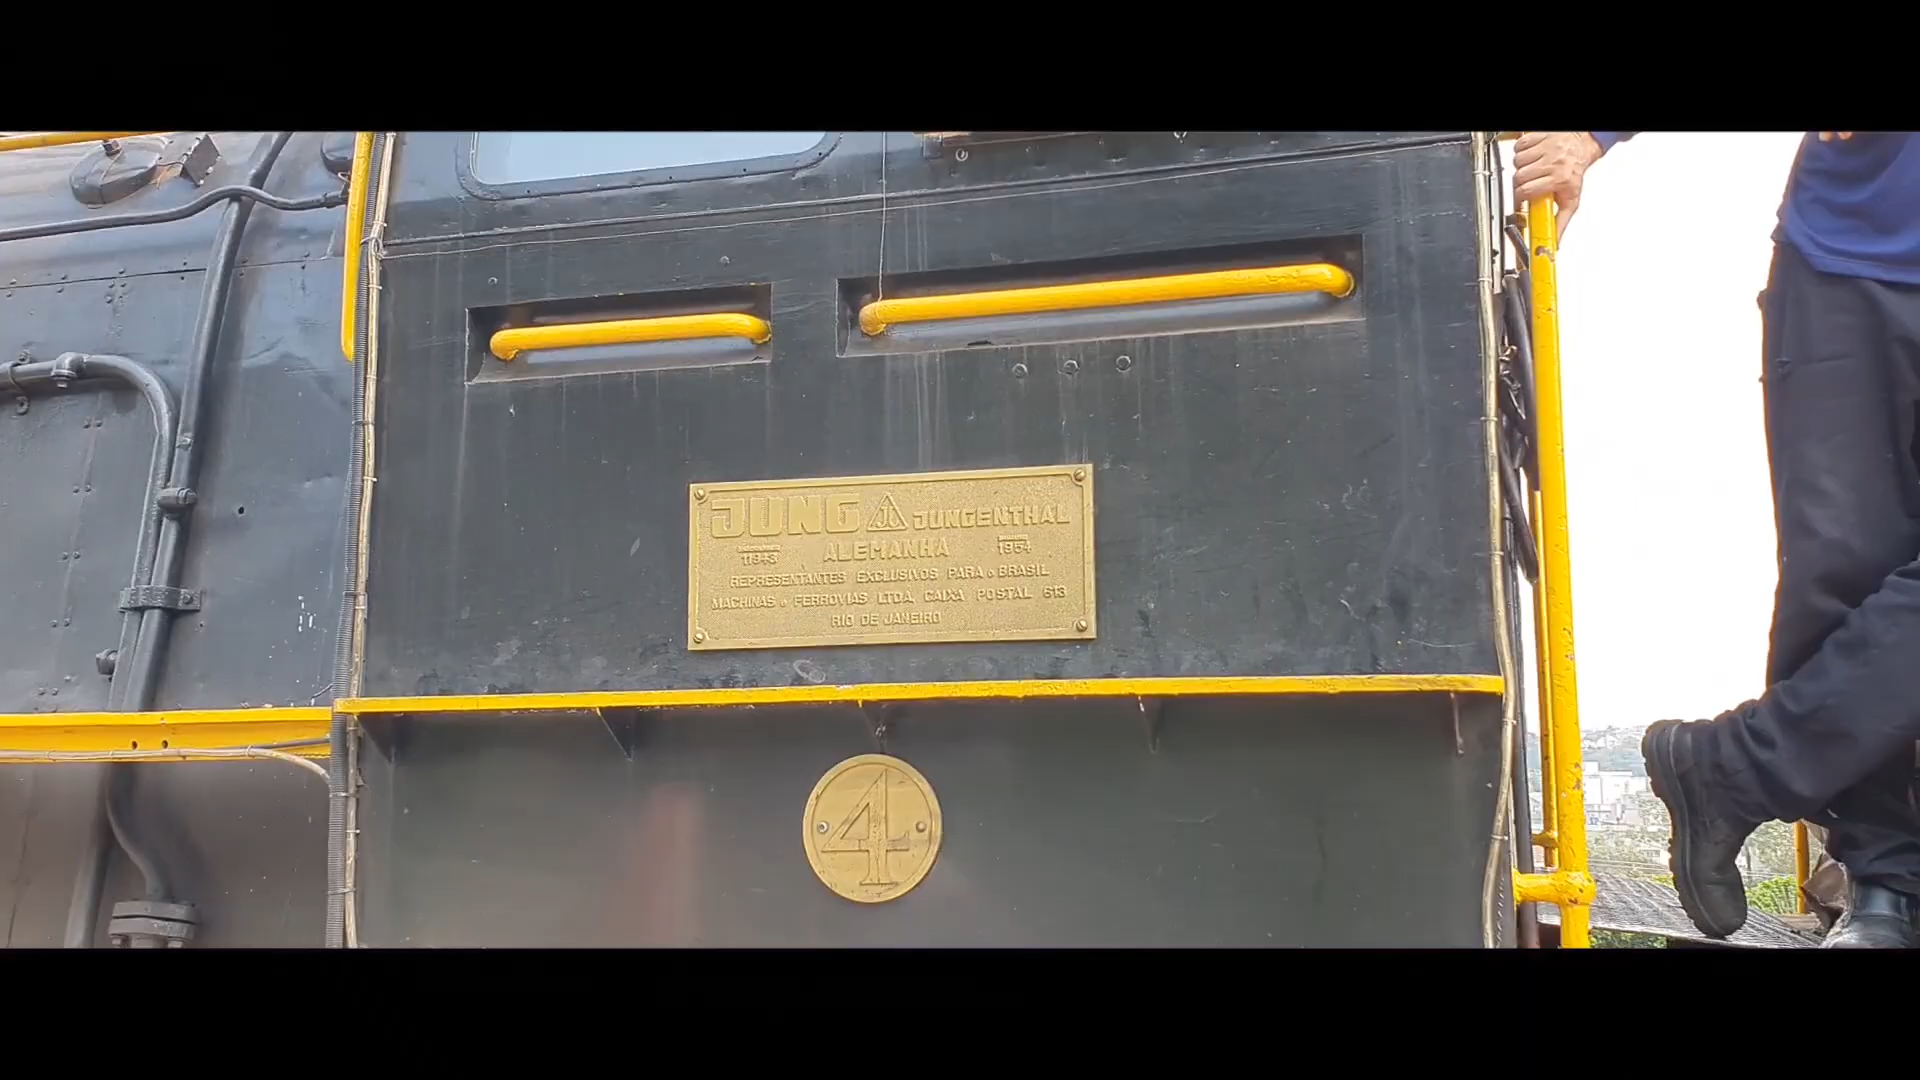 JUNG JUNGENTHAL
11943 ALEMANHA 1954
REPRESENTANTES EXCLUSIVOS PARA o BRASIL
MACHINAS e FERROVIAS LTDA, CAIXA POSTAL 613
RIO DE JANEIRO
4